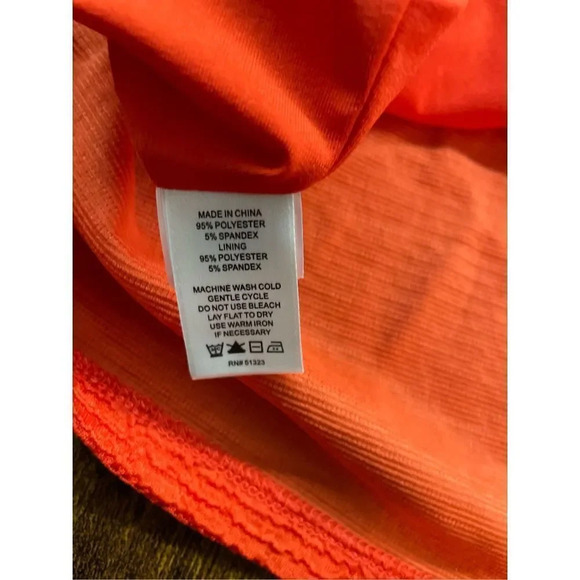 MADE IN CHINA
95% POLYESTER
5% SPANDEX
LINING
95% POLYESTER
5% SPANDEX
MACHINE WASH COLD
GENTLE CYCLE
DO NOT USE BLEACH
LAY FLAT TO DRY
USE WARM IRON
IF NECESSARY
RN# 51323